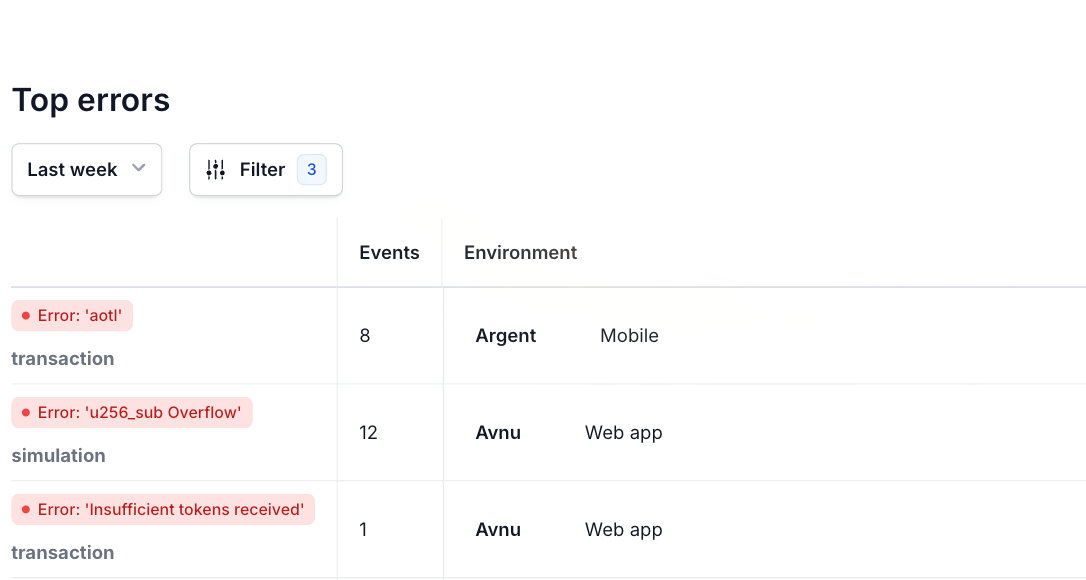 Top errors
Last week
Filter 3
Events Environment
Error: 'aotl'
transaction
8 Argent Mobile
Error: 'u256_sub Overflow'
simulation
12 Avnu Web app
Error: 'Insufficient tokens received'
transaction
1 Avnu Web app